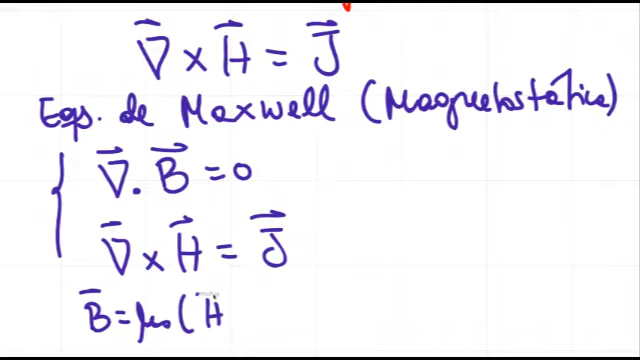 ∇⃗ × H⃗ = J⃗
Eqs. de Maxwell (Magnetostática)
{ ∇⃗ . B⃗ = 0
∇⃗ × H⃗ = J⃗
B⃗ = μ₀ ( H⃗